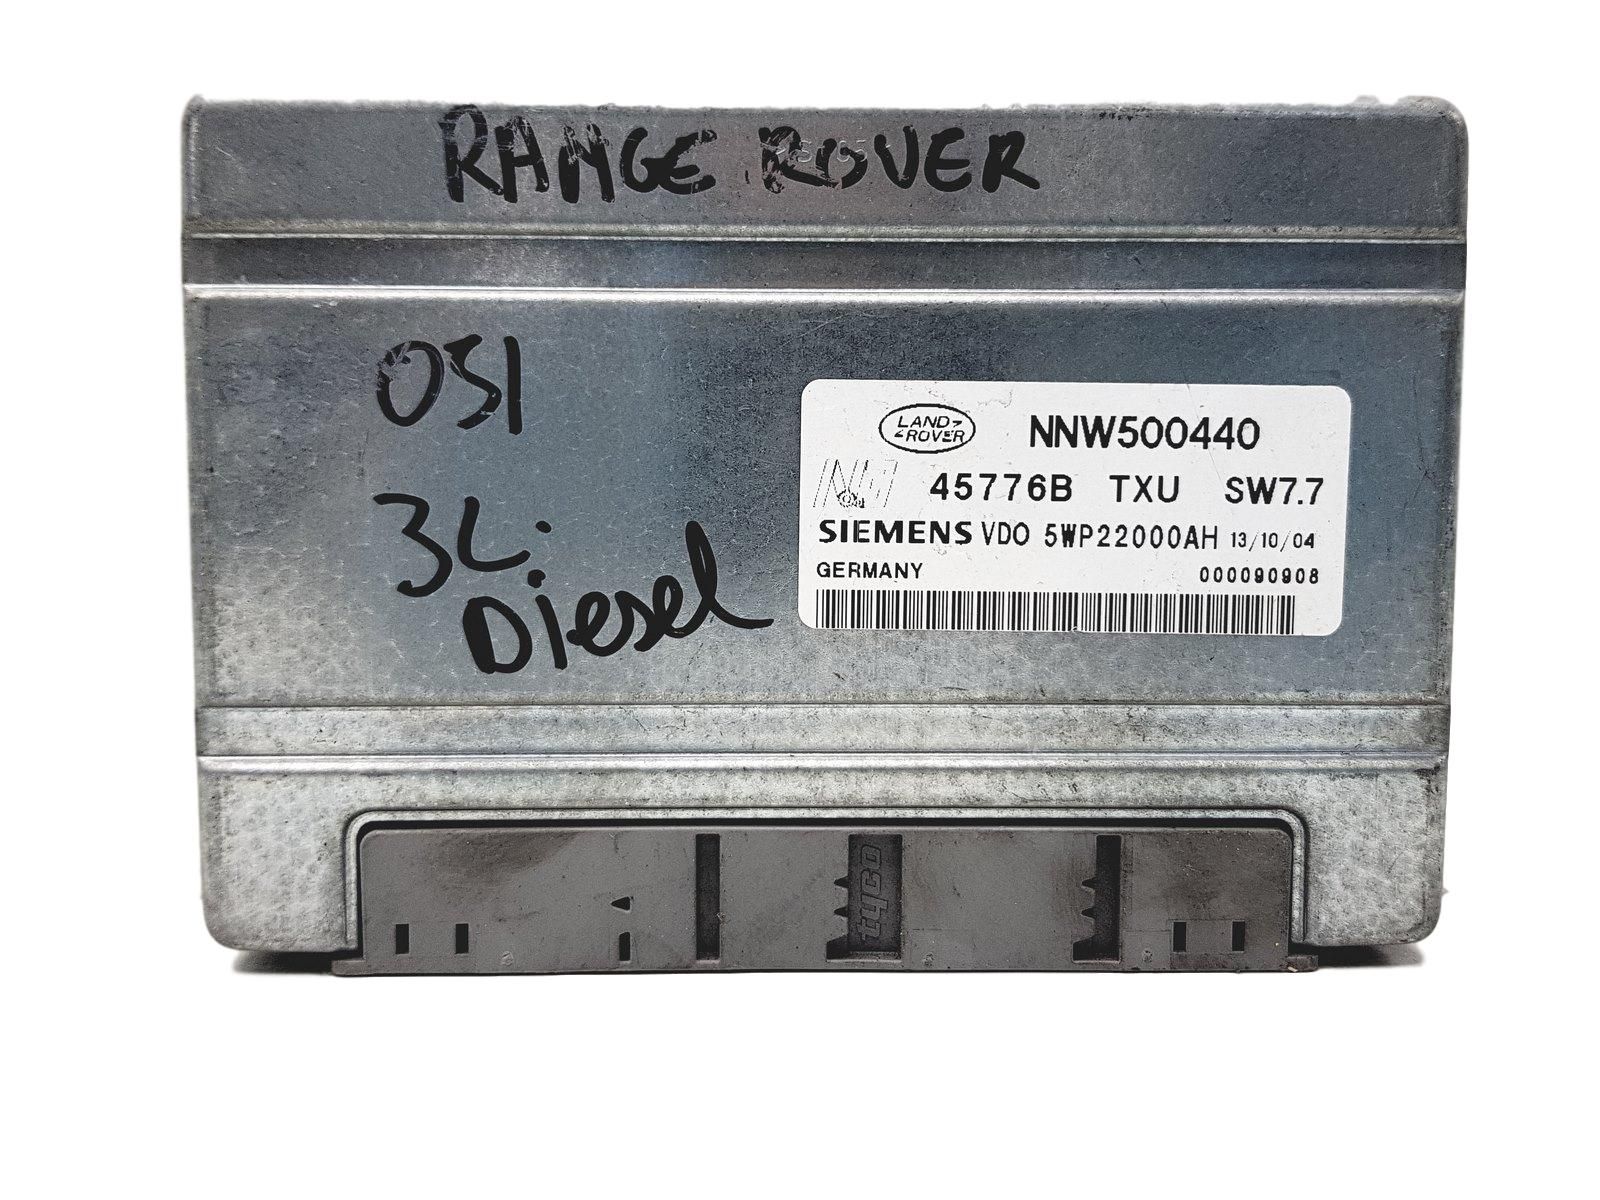 RANGE ROVER
051
3L.
Diesel
LAND ROVER
NNW500440
45776B TXU SW7.7
SIEMENS VDO 5WP22000AH 13/10/04
GERMANY 000090908
tyco